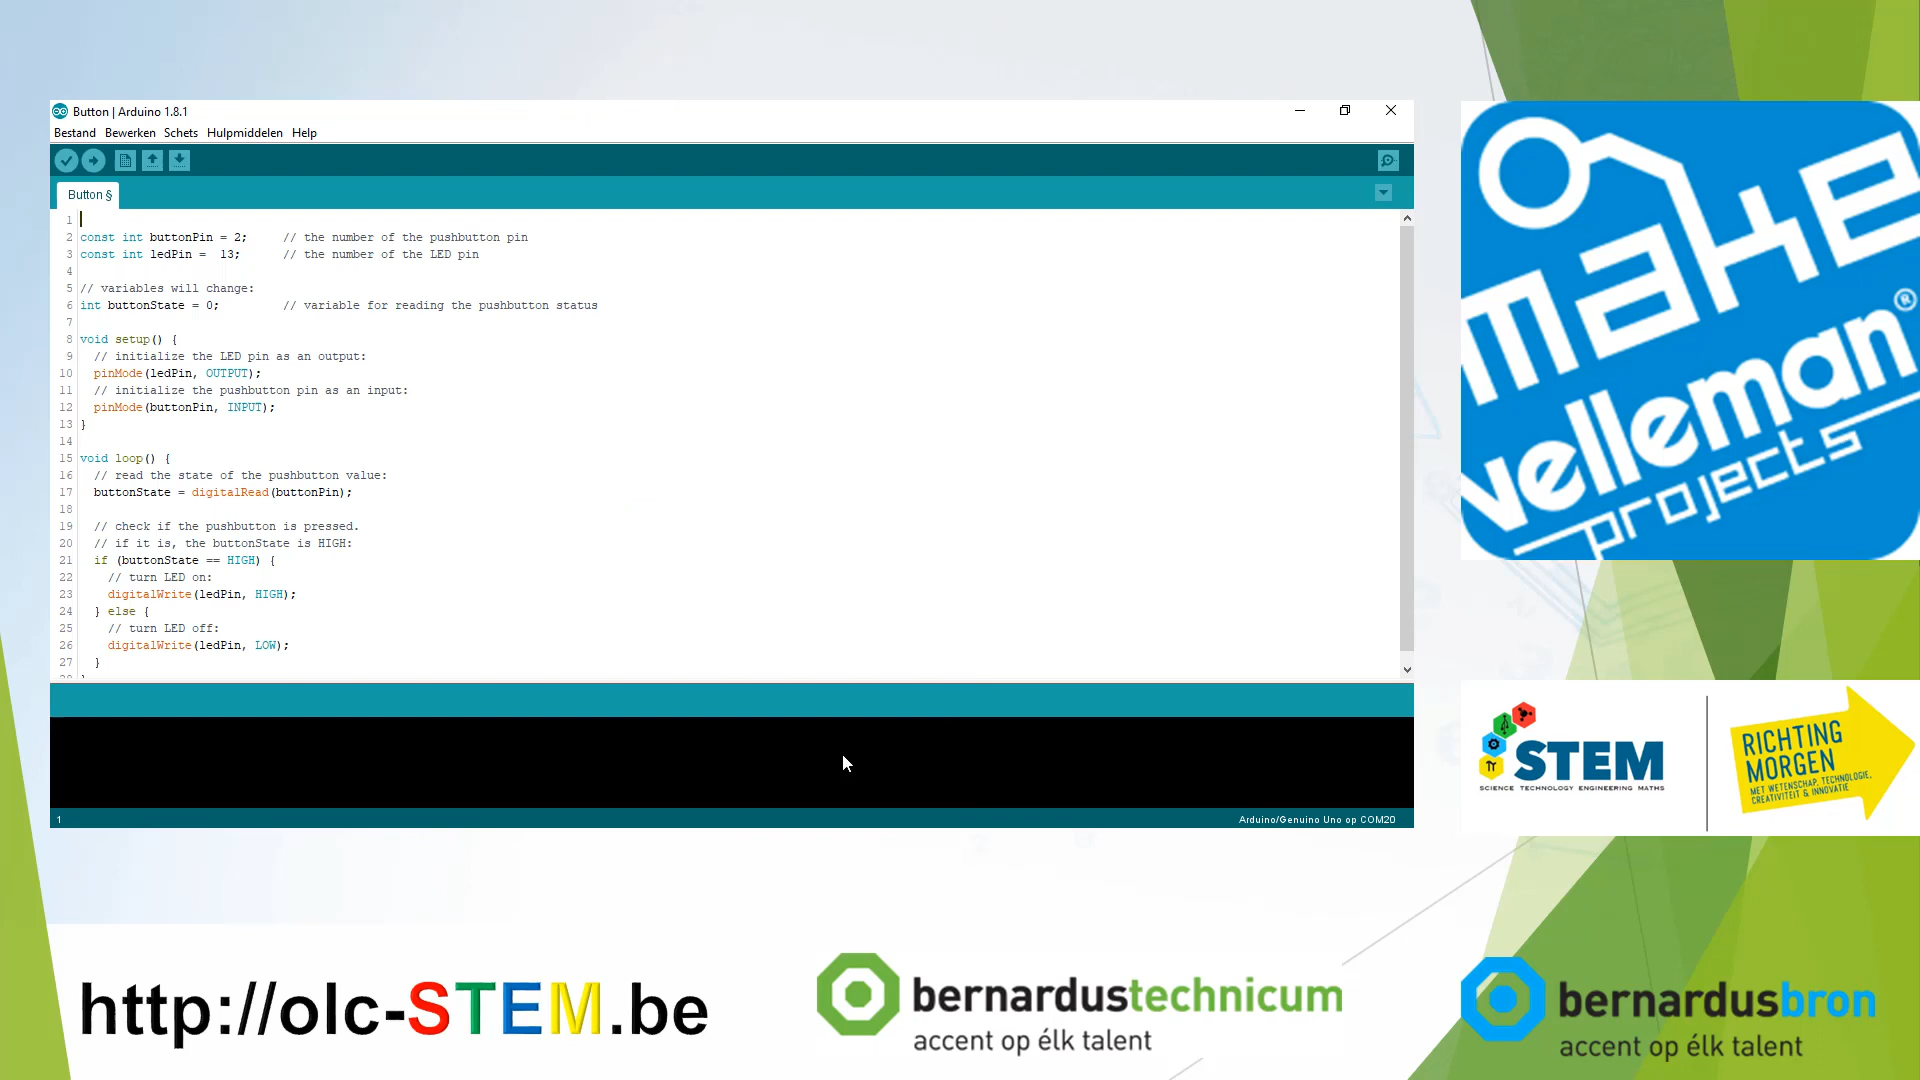 Button | Arduino 1.8.1
Bestand Bewerken Schets Hulpmiddelen Help
Button §
1
2 const int buttonPin = 2;     // the number of the pushbutton pin
3 const int ledPin =  13;      // the number of the LED pin
4
5 // variables will change:
6 int buttonState = 0;         // variable for reading the pushbutton status
7
8 void setup() {
9   // initialize the LED pin as an output:
10   pinMode(ledPin, OUTPUT);
11   // initialize the pushbutton pin as an input:
12   pinMode(buttonPin, INPUT);
13 }
14
15 void loop() {
16   // read the state of the pushbutton value:
17   buttonState = digitalRead(buttonPin);
18
19   // check if the pushbutton is pressed.
20   // if it is, the buttonState is HIGH:
21   if (buttonState == HIGH) {
22     // turn LED on:
23     digitalWrite(ledPin, HIGH);
24   } else {
25     // turn LED off:
26     digitalWrite(ledPin, LOW);
27   }
1
Arduino/Genuino Uno op COM20
make
velleman®
projects
STEM
SCIENCE TECHNOLOGY ENGINEERING MATHS
RICHTING
MORGEN
MET WETENSCHAP, TECHNOLOGIE,
CREATIVITEIT & INNOVATIE
http://olc-STEM.be
bernardustechnicum
accent op élk talent
bernardusbron
accent op élk talent